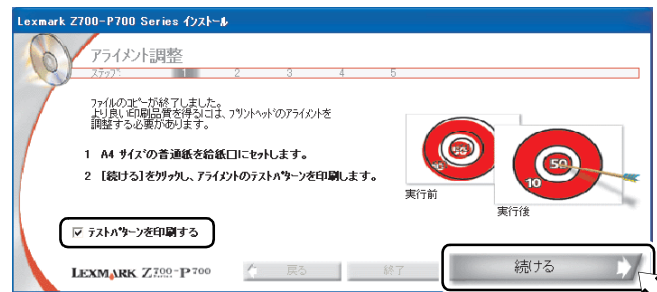 Lexmark Z700-P700 Series インストール
アライメント調整
ステップ: 1 2 3 4 5
ファイルのコピーが終了しました。
より良い印刷品質を得るには、プリントヘッドのアライメントを
調整する必要があります。
1 A4 サイズの普通紙を給紙口にセットします。
2 [続ける]をクリックし、アライメントのテストパターンを印刷します。
50
10
50
10
実行前
実行後
テストパターンを印刷する
LEXMARK Z700-P700
戻る
終了
続ける